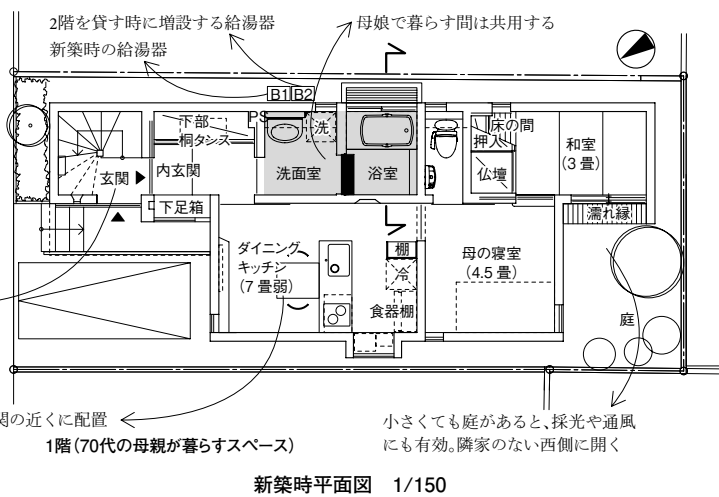 2階を貸す時に増設する給湯器
母娘で暮らす間は共用する
新築時の給湯器
B1 B2
下部
桐タンス
PS
洗
床の間
押入
和室
(3 畳)
玄関
内玄関
洗面室
浴室
仏壇
下足箱
濡れ縁
ダイニング
キッチン
(7 畳弱)
棚
冷
食器棚
母の寝室
(4.5 畳)
庭
関の近くに配置
小さくても庭があると、採光や通風
にも有効。隣家のない西側に開く
1階(70代の母親が暮らすスペース)
新築時平面図 1/150